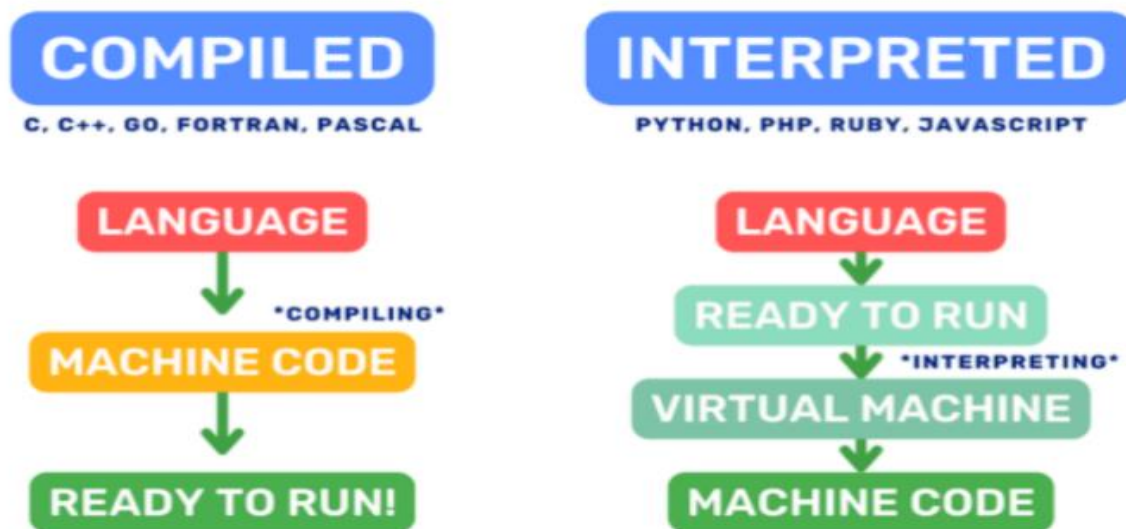 COMPILED
C, C++, GO, FORTRAN, PASCAL
LANGUAGE
*COMPILING*
MACHINE CODE
READY TO RUN!
INTERPRETED
PYTHON, PHP, RUBY, JAVASCRIPT
LANGUAGE
READY TO RUN
*INTERPRETING*
VIRTUAL MACHINE
MACHINE CODE